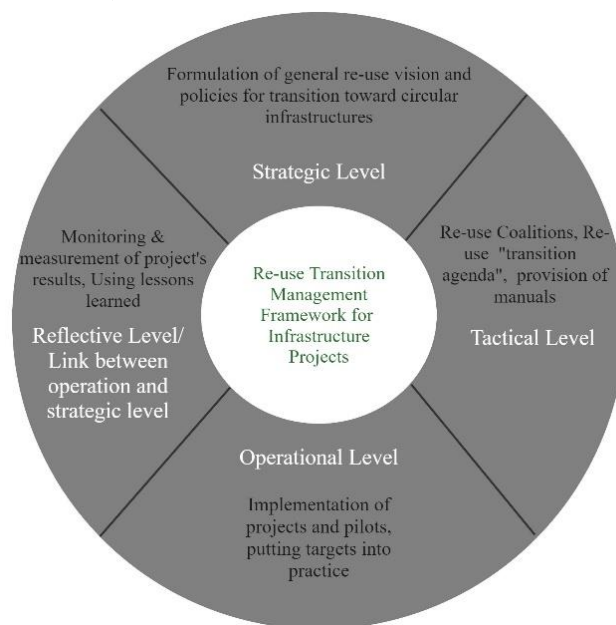 Formulation of general re-use vision and
policies for transition toward circular
infrastructures
Strategic Level
Re-use Coalitions, Re-
use "transition
agenda", provision of
manuals
Tactical Level
Monitoring &
measurement of project's
results, Using lessons
learned
Reflective Level/
Link between
operation and
strategic level
Re-use Transition
Management
Framework for
Infrastructure
Projects
Operational Level
Implementation of
projects and pilots,
putting targets into
practice